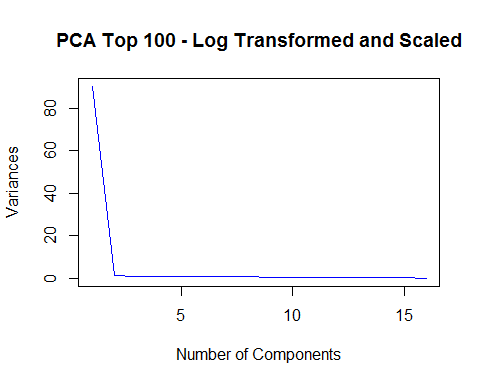 PCA Top 100 - Log Transformed and Scaled
Variances
80
60
40
20
0
5 10 15
Number of Components